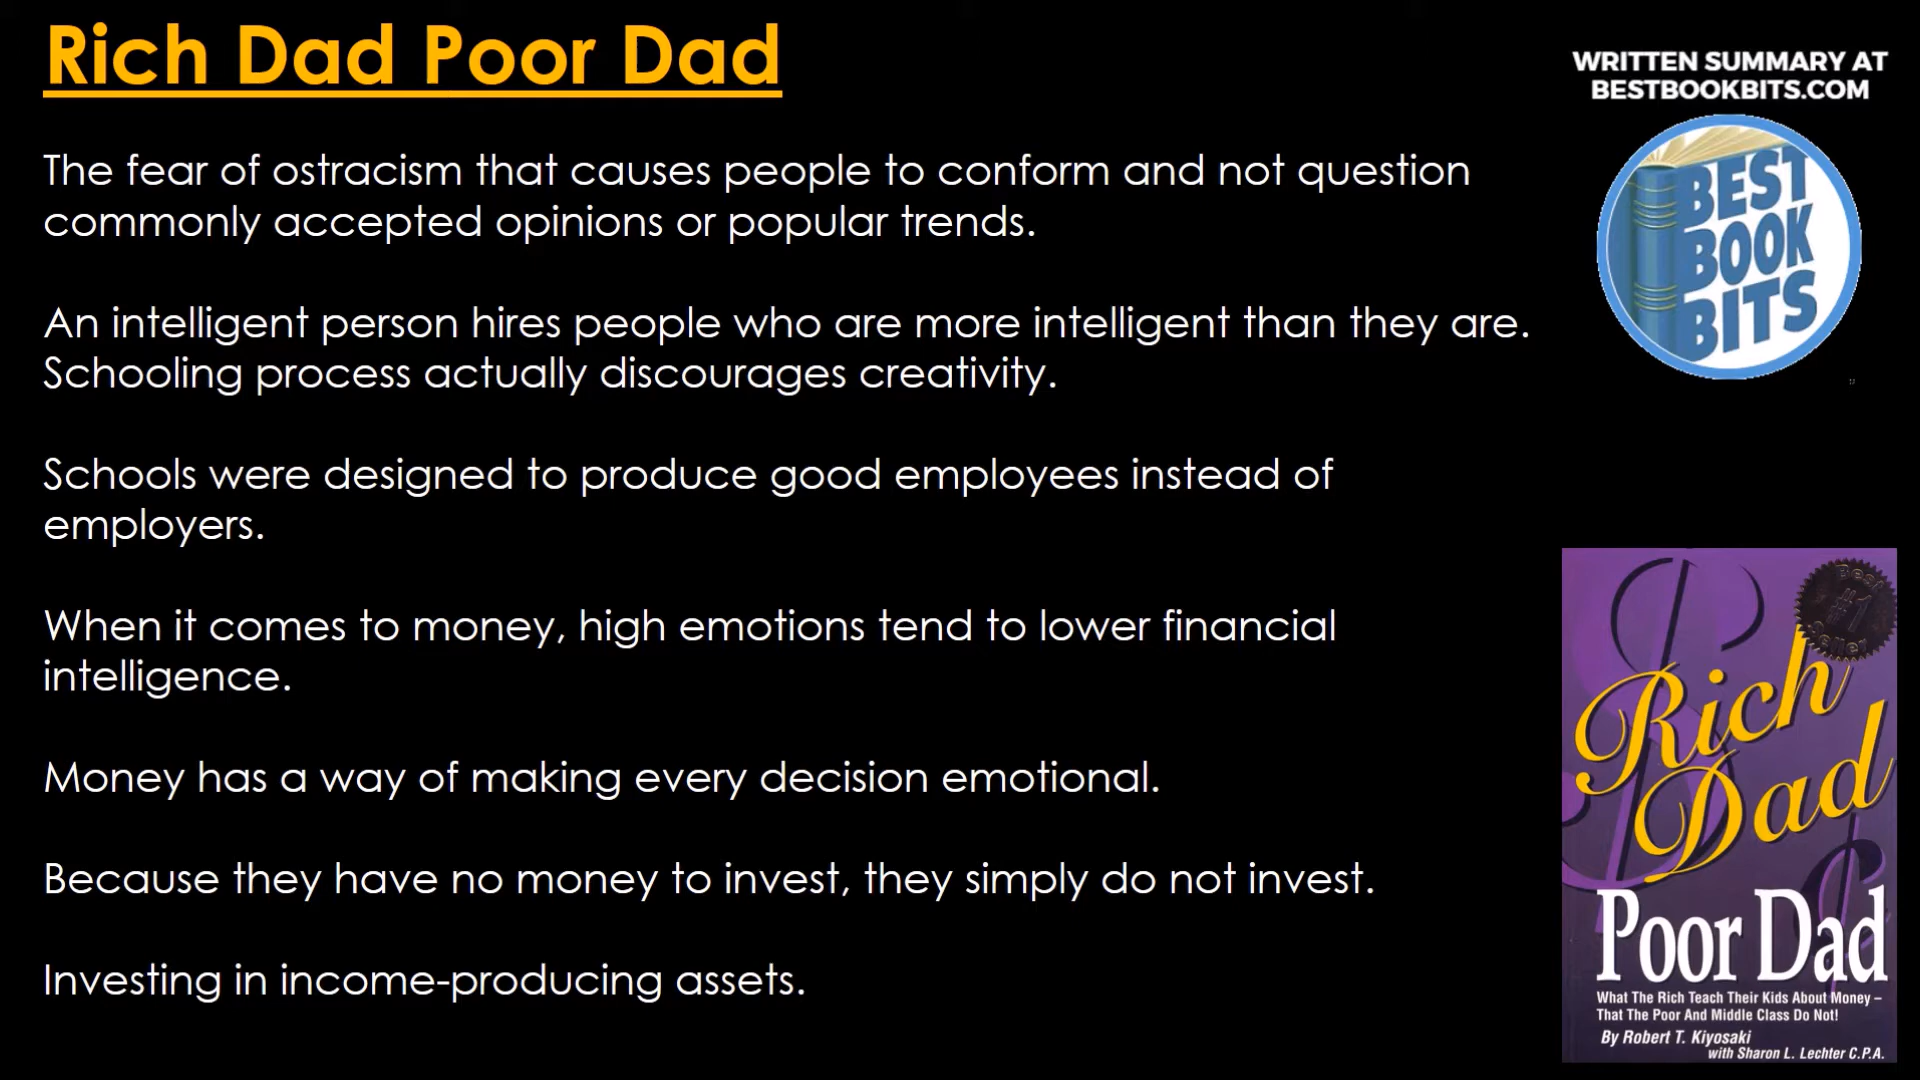 Rich Dad Poor Dad
WRITTEN SUMMARY AT
BESTBOOKBITS.COM
The fear of ostracism that causes people to conform and not question
commonly accepted opinions or popular trends.
An intelligent person hires people who are more intelligent than they are.
Schooling process actually discourages creativity.
Schools were designed to produce good employees instead of
employers.
When it comes to money, high emotions tend to lower financial
intelligence.
Money has a way of making every decision emotional.
Because they have no money to invest, they simply do not invest.
Investing in income-producing assets.
BEST
BOOK
BITS
Best
#1
Seller
Rich
Dad
Poor Dad
What The Rich Teach Their Kids About Money –
That The Poor And Middle Class Do Not!
By Robert T. Kiyosaki
with Sharon L. Lechter C.P.A.